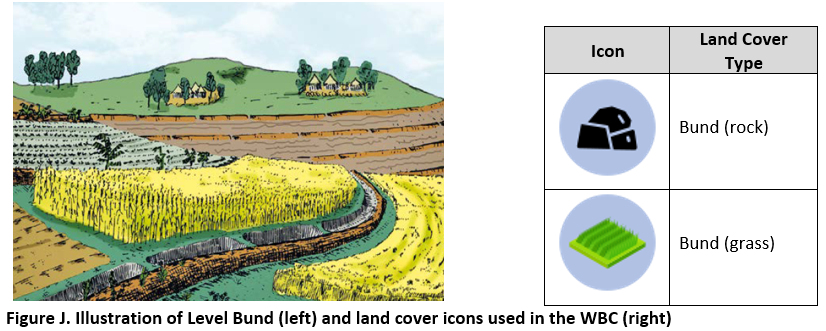 Icon
Land Cover
Type
Bund (rock)
Bund (grass)
Figure J. Illustration of Level Bund (left) and land cover icons used in the WBC (right)